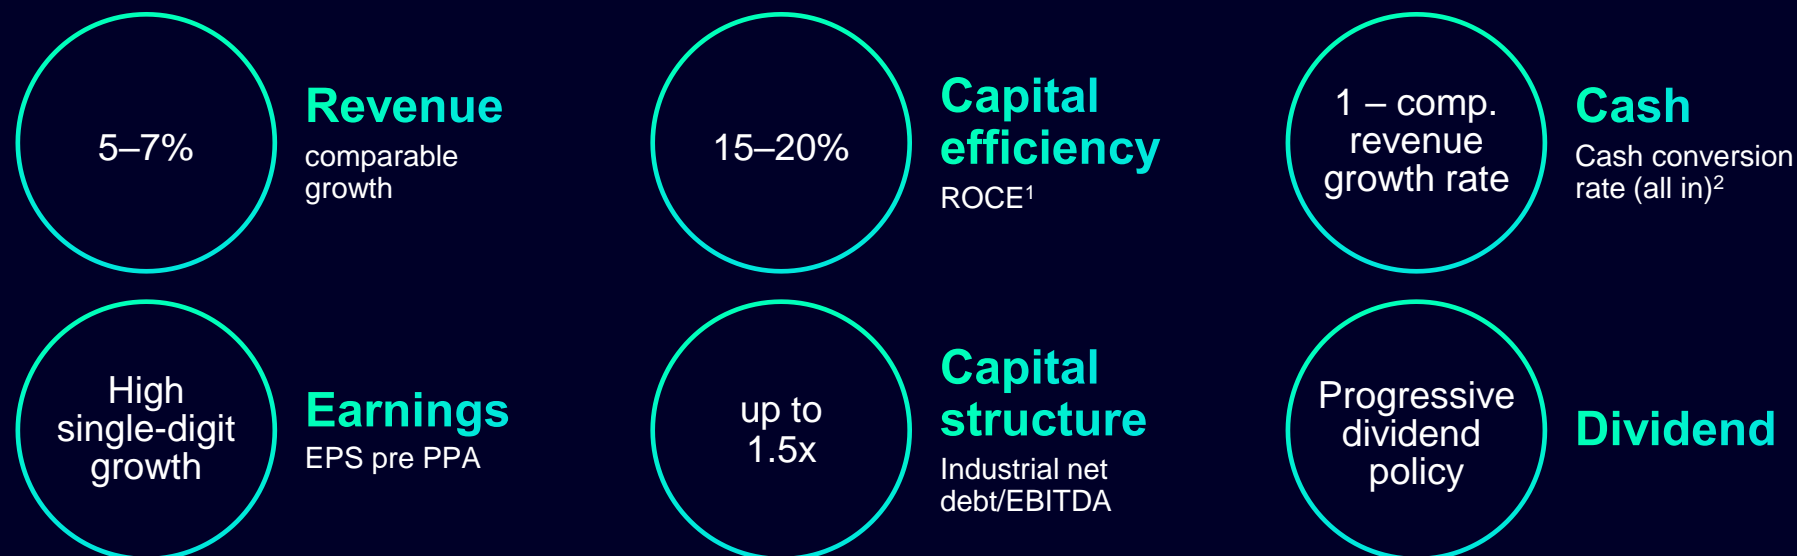 5–7%
Revenue
comparable
growth
15–20%
Capital
efficiency
ROCE¹
1 – comp.
revenue
growth rate
Cash
Cash conversion
rate (all in)²
High
single-digit
growth
Earnings
EPS pre PPA
up to
1.5x
Capital
structure
Industrial net
debt/EBITDA
Progressive
dividend
policy
Dividend